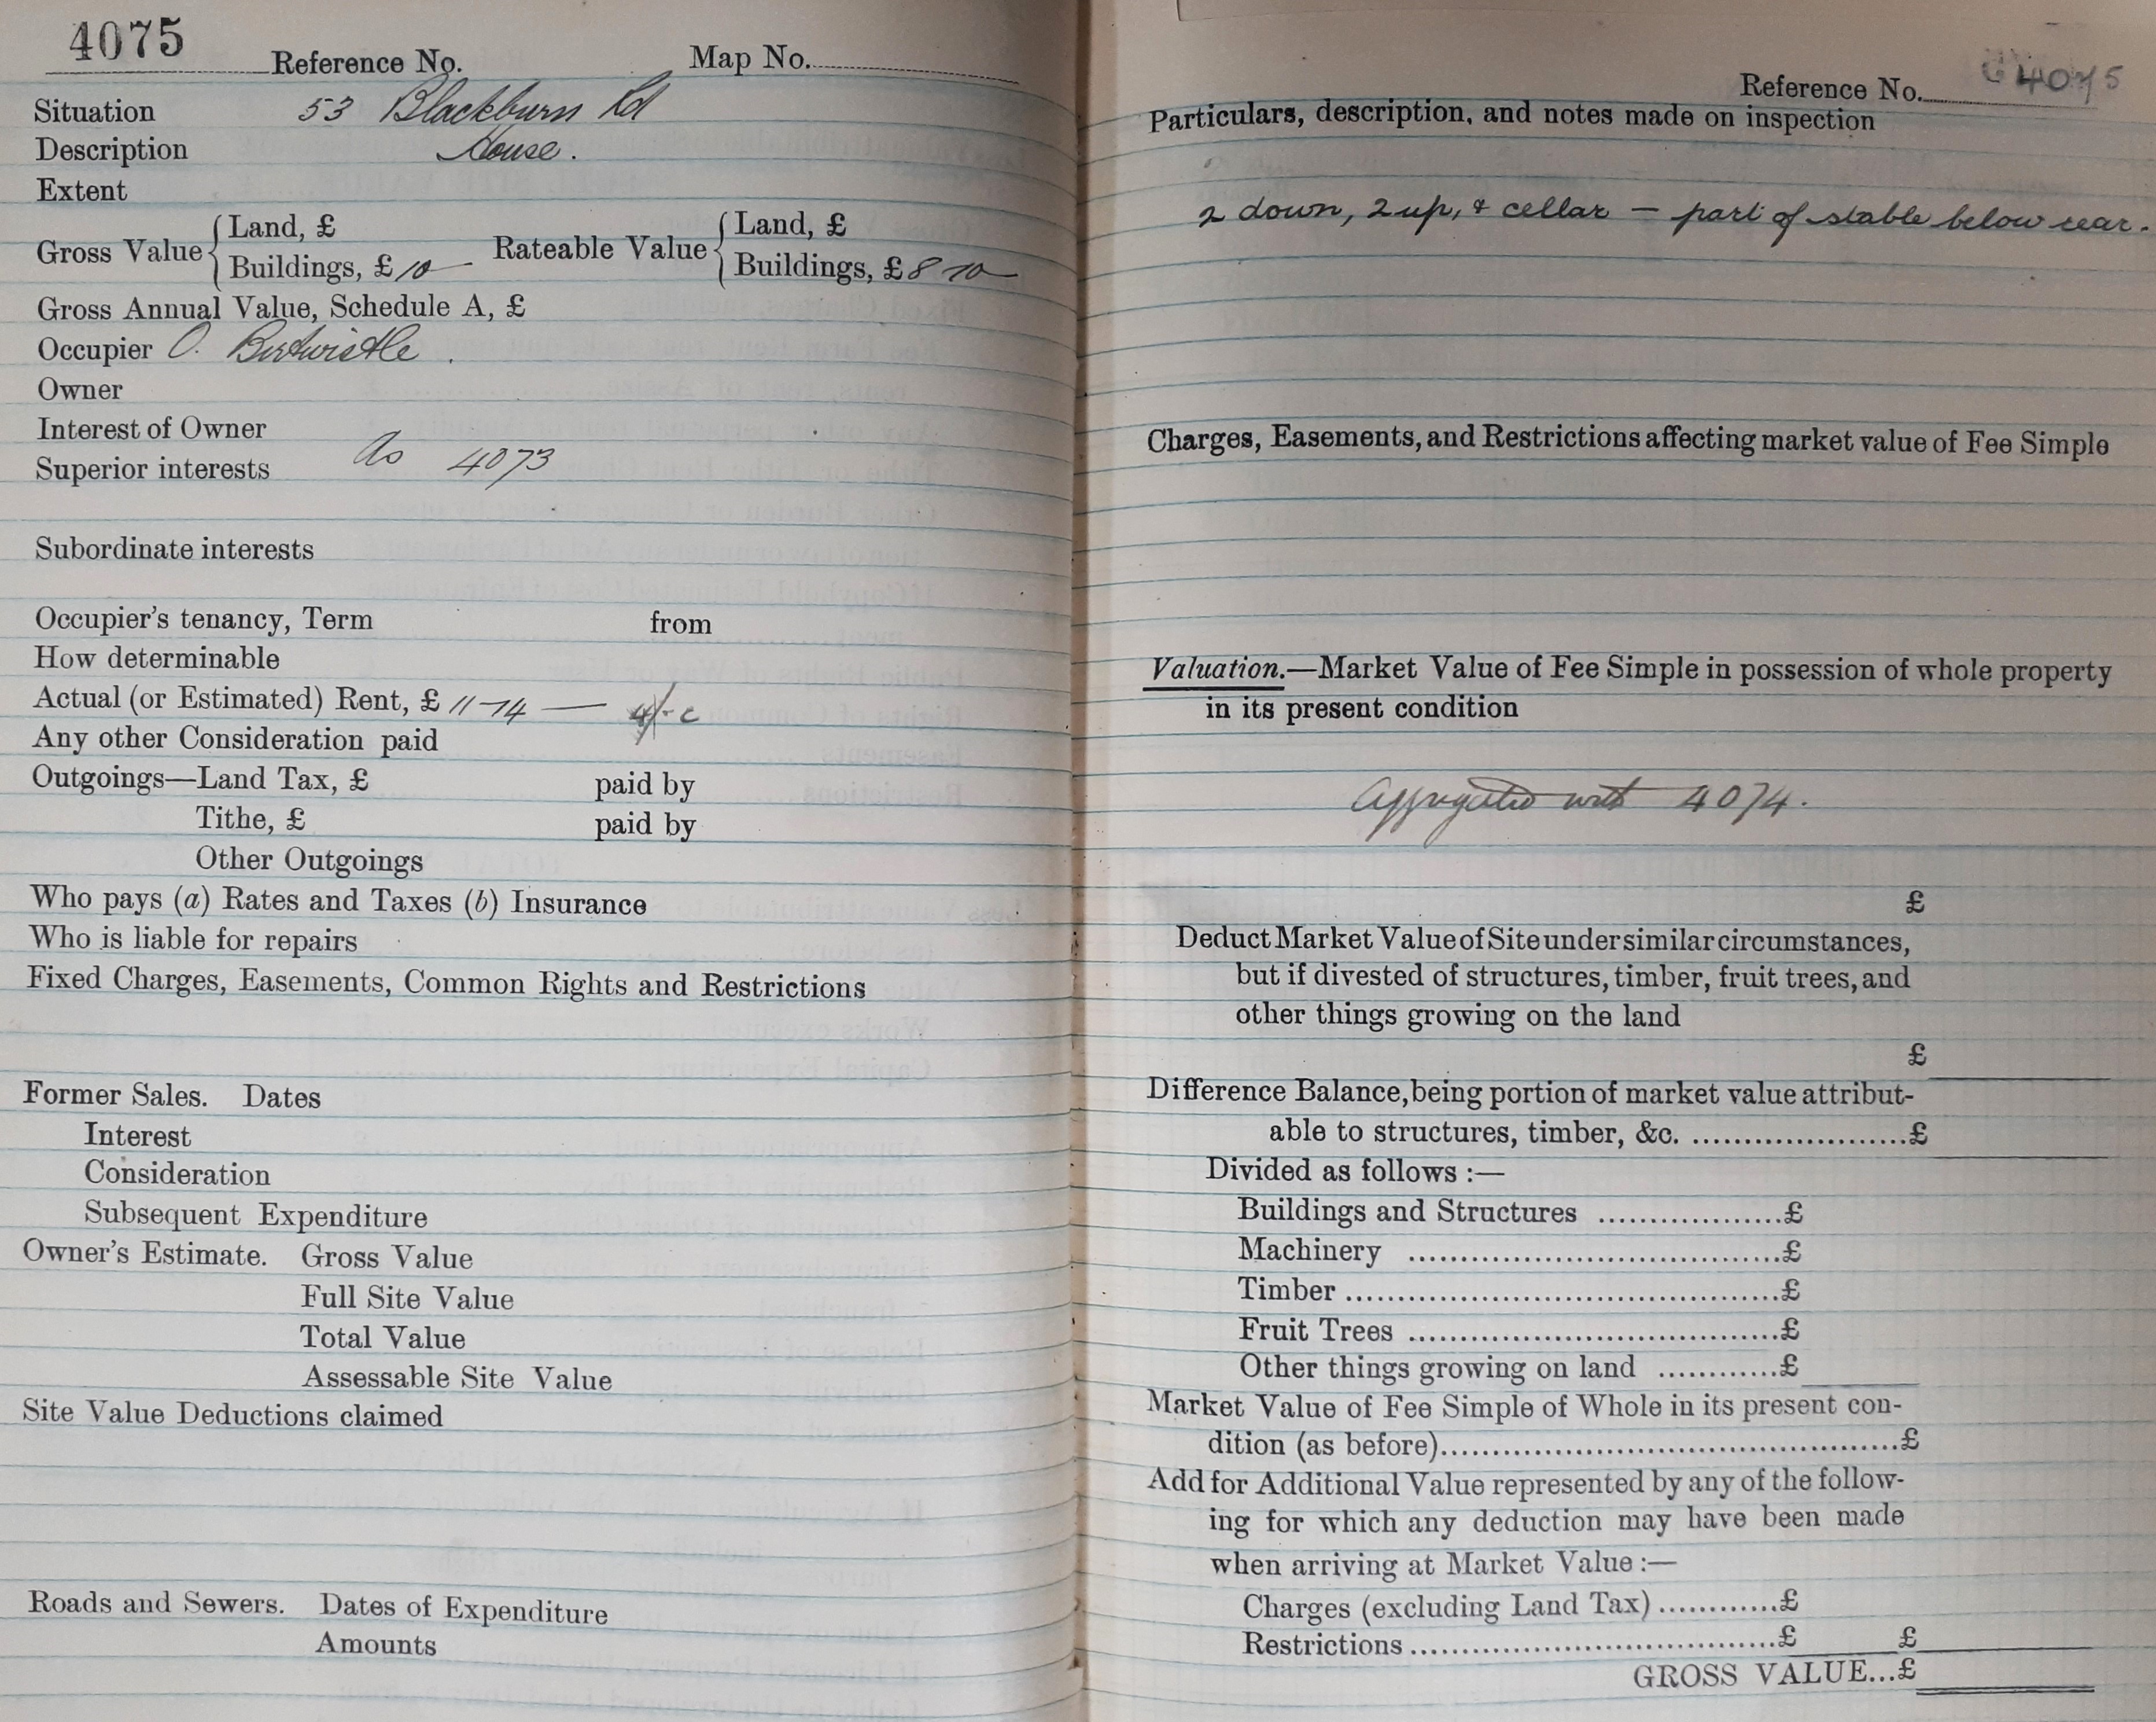 4075 Reference No. Map No.
Situation 53 Blackburn Rd
Description House.
Extent
Gross Value { Land, £ Rateable Value { Land, £
Buildings, £ 10 — Buildings, £ 8 - 10 —
Gross Annual Value, Schedule A, £
Occupier O. Birtwistle.
Owner
Interest of Owner
As 4073
Superior interests
Subordinate interests
Occupier's tenancy, Term from
How determinable
Actual (or Estimated) Rent, £ 11-14 —
Any other Consideration paid
Outgoings—Land Tax, £ paid by
Tithe, £ paid by
Other Outgoings
Who pays (a) Rates and Taxes (b) Insurance
Who is liable for repairs
Fixed Charges, Easements, Common Rights and Restrictions
Former Sales. Dates
Interest
Consideration
Subsequent Expenditure
Owner's Estimate. Gross Value
Full Site Value
Total Value
Assessable Site Value
Site Value Deductions claimed
Roads and Sewers. Dates of Expenditure
Amounts
Reference No. 4075
Particulars, description, and notes made on inspection
2 down, 2 up, & cellar — part of stable below rear.
Charges, Easements, and Restrictions affecting market value of Fee Simple
Valuation.—Market Value of Fee Simple in possession of whole property
in its present condition
Aggregated with 4074.
£
Deduct Market Value of Site under similar circumstances,
but if divested of structures, timber, fruit trees, and
other things growing on the land
£
Difference Balance, being portion of market value attribut-
able to structures, timber, &c. ......................£
Divided as follows :—
Buildings and Structures ..................£
Machinery ....................................£
Timber ..........................................£
Fruit Trees ....................................£
Other things growing on land ............£
Market Value of Fee Simple of Whole in its present con-
dition (as before).............................................£
Add for Additional Value represented by any of the follow-
ing for which any deduction may have been made
when arriving at Market Value :—
Charges (excluding Land Tax) ............£
Restrictions ....................................£ £
GROSS VALUE...£